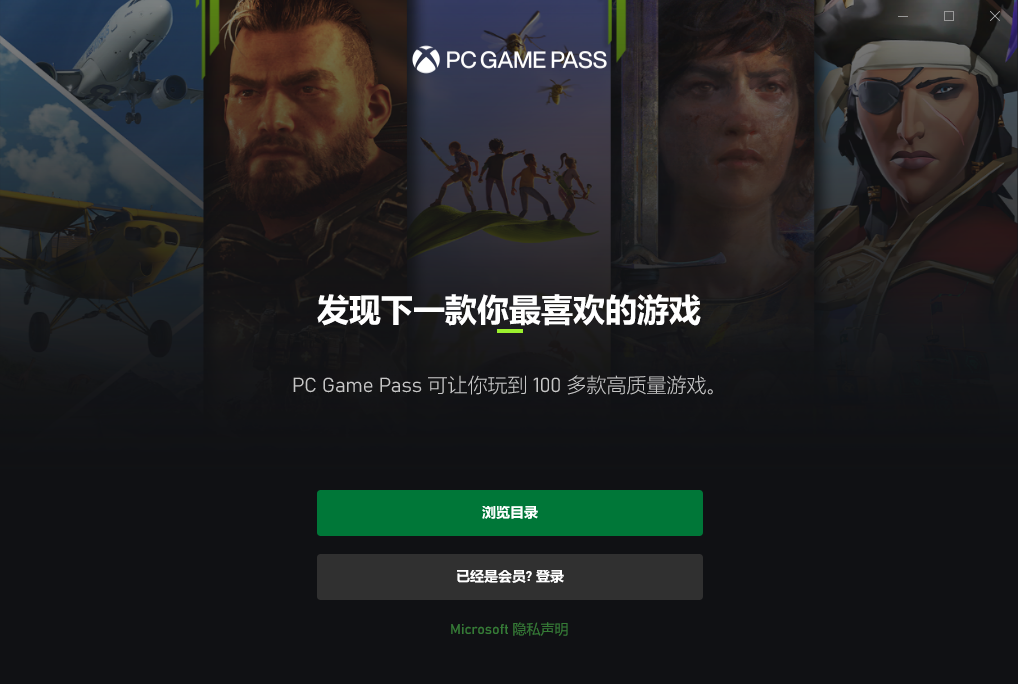 PC GAME PASS
发现下一款你最喜欢的游戏
PC Game Pass 可让你玩到 100 多款高质量游戏。
浏览目录
已经是会员? 登录
Microsoft 隐私声明